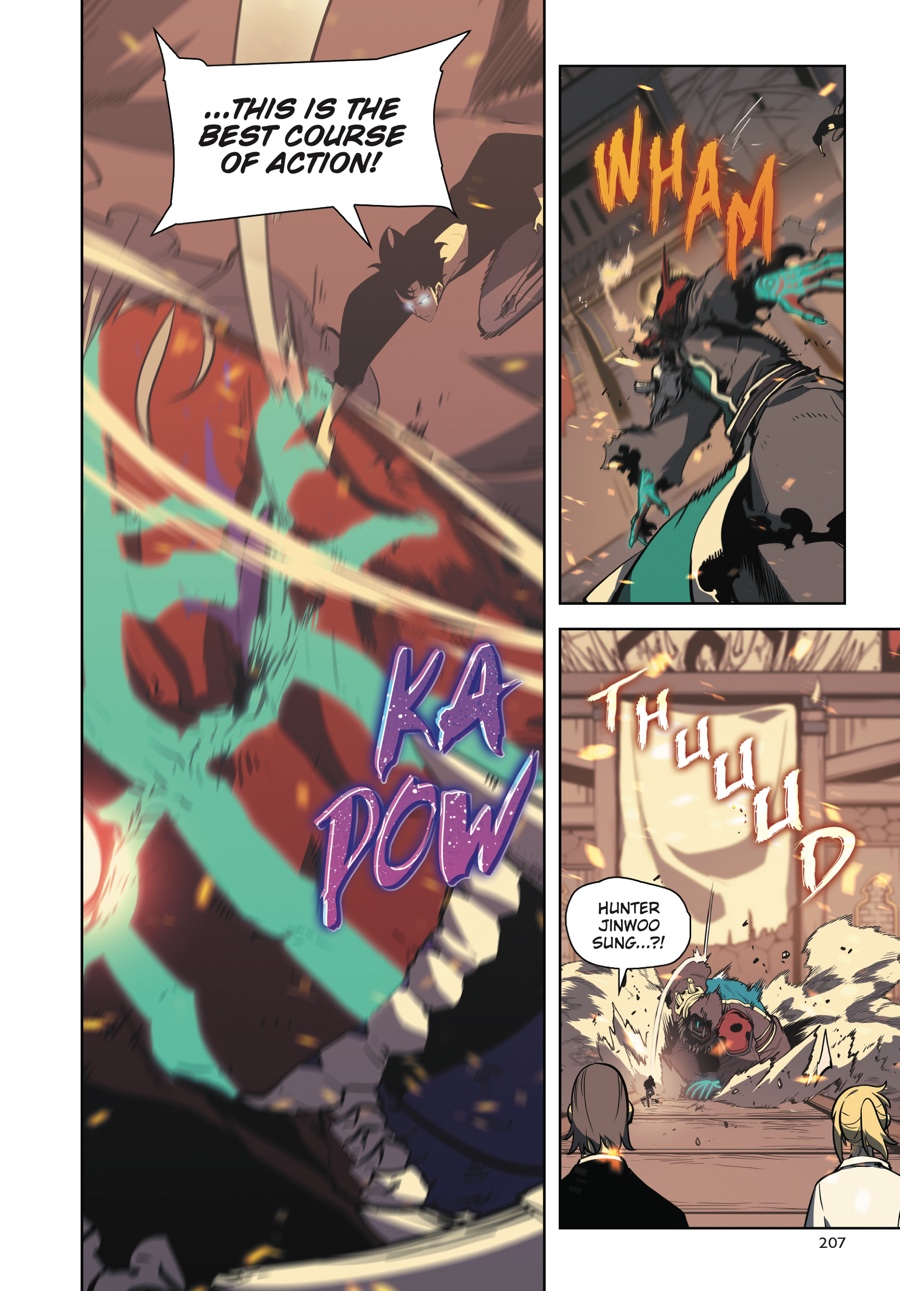 ...THIS IS THE
BEST COURSE
OF ACTION!
KA
POW
WHAM
THUUUD
HUNTER
JINWOO
SUNG...?!
207